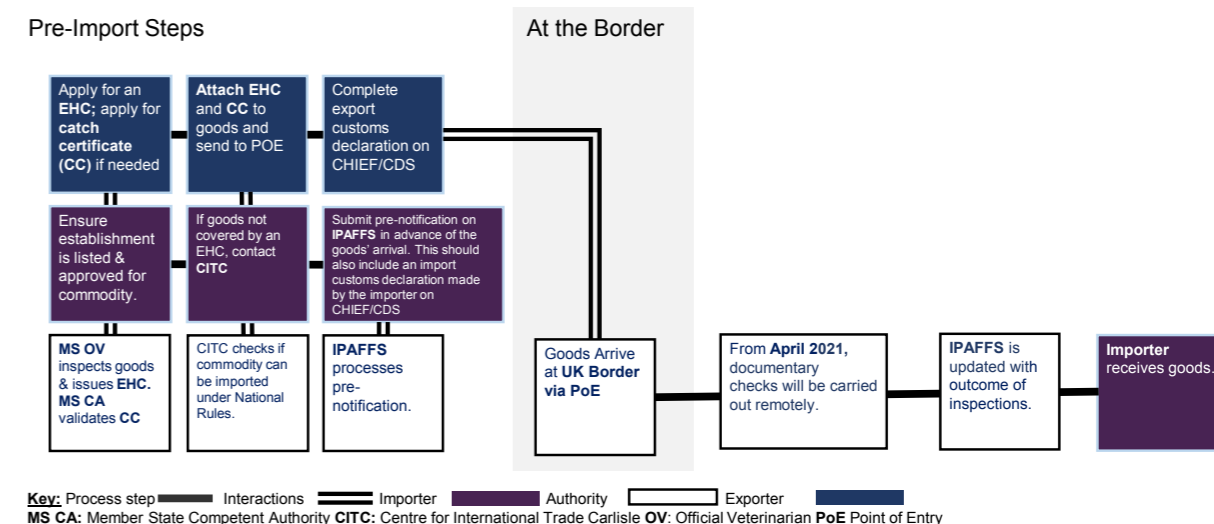 Pre-Import Steps
At the Border
Apply for an
EHC; apply for
catch
certificate
(CC) if needed
Attach EHC
and CC to
goods and
send to POE
Complete
export
customs
declaration on
CHIEF/CDS
Ensure
establishment
is listed &
approved for
commodity.
If goods not
covered by an
EHC, contact
CITC
Submit pre-notification on
IPAFFS in advance of the
goods' arrival. This should
also include an import
customs declaration made
by the importer on
CHIEF/CDS
MS OV
inspects goods
& issues EHC.
MS CA
validates CC
CITC checks if
commodity can
be imported
under National
Rules.
IPAFFS
processes
pre-
notification.
Goods Arrive
at UK Border
via PoE
From April 2021,
documentary
checks will be carried
out remotely.
IPAFFS is
updated with
outcome of
inspections.
Importer
receives goods.
Key: Process step Interactions Importer Authority Exporter
MS CA: Member State Competent Authority CITC: Centre for International Trade Carlisle OV: Official Veterinarian PoE Point of Entry